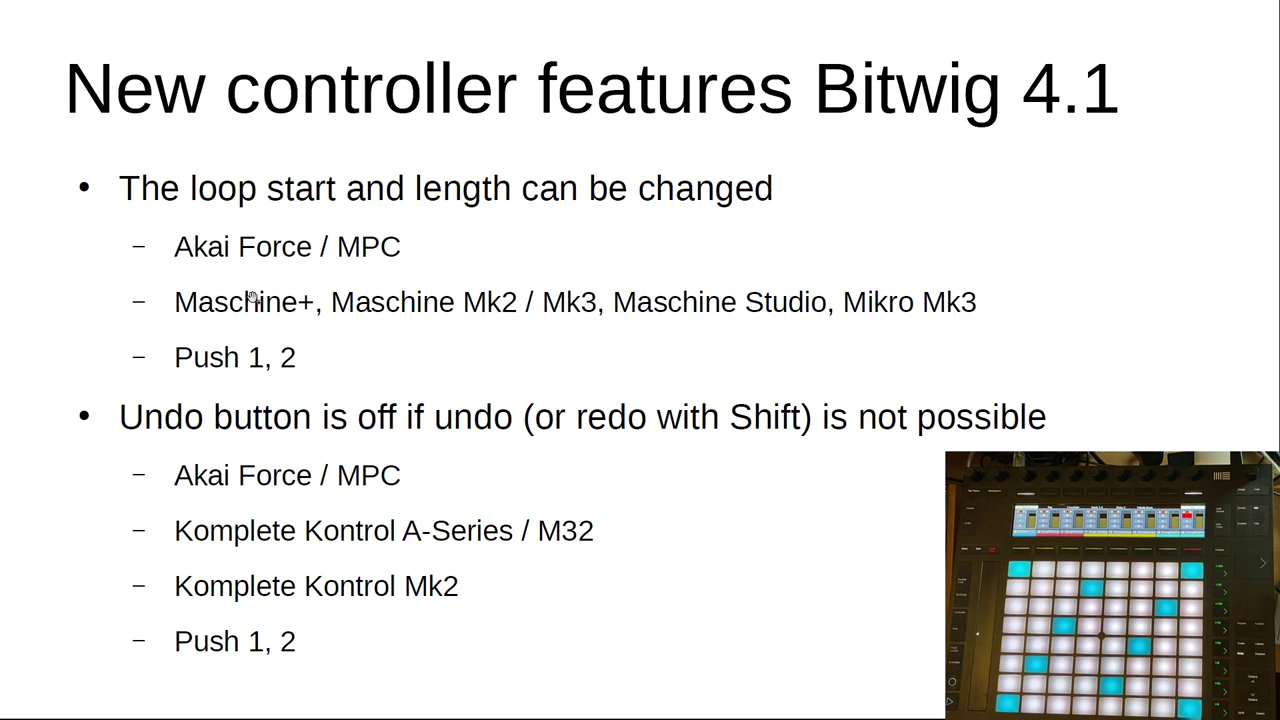 New controller features Bitwig 4.1
• The loop start and length can be changed
– Akai Force / MPC
– Maschine+, Maschine Mk2 / Mk3, Maschine Studio, Mikro Mk3
– Push 1, 2
• Undo button is off if undo (or redo with Shift) is not possible
– Akai Force / MPC
– Komplete Kontrol A-Series / M32
– Komplete Kontrol Mk2
– Push 1, 2